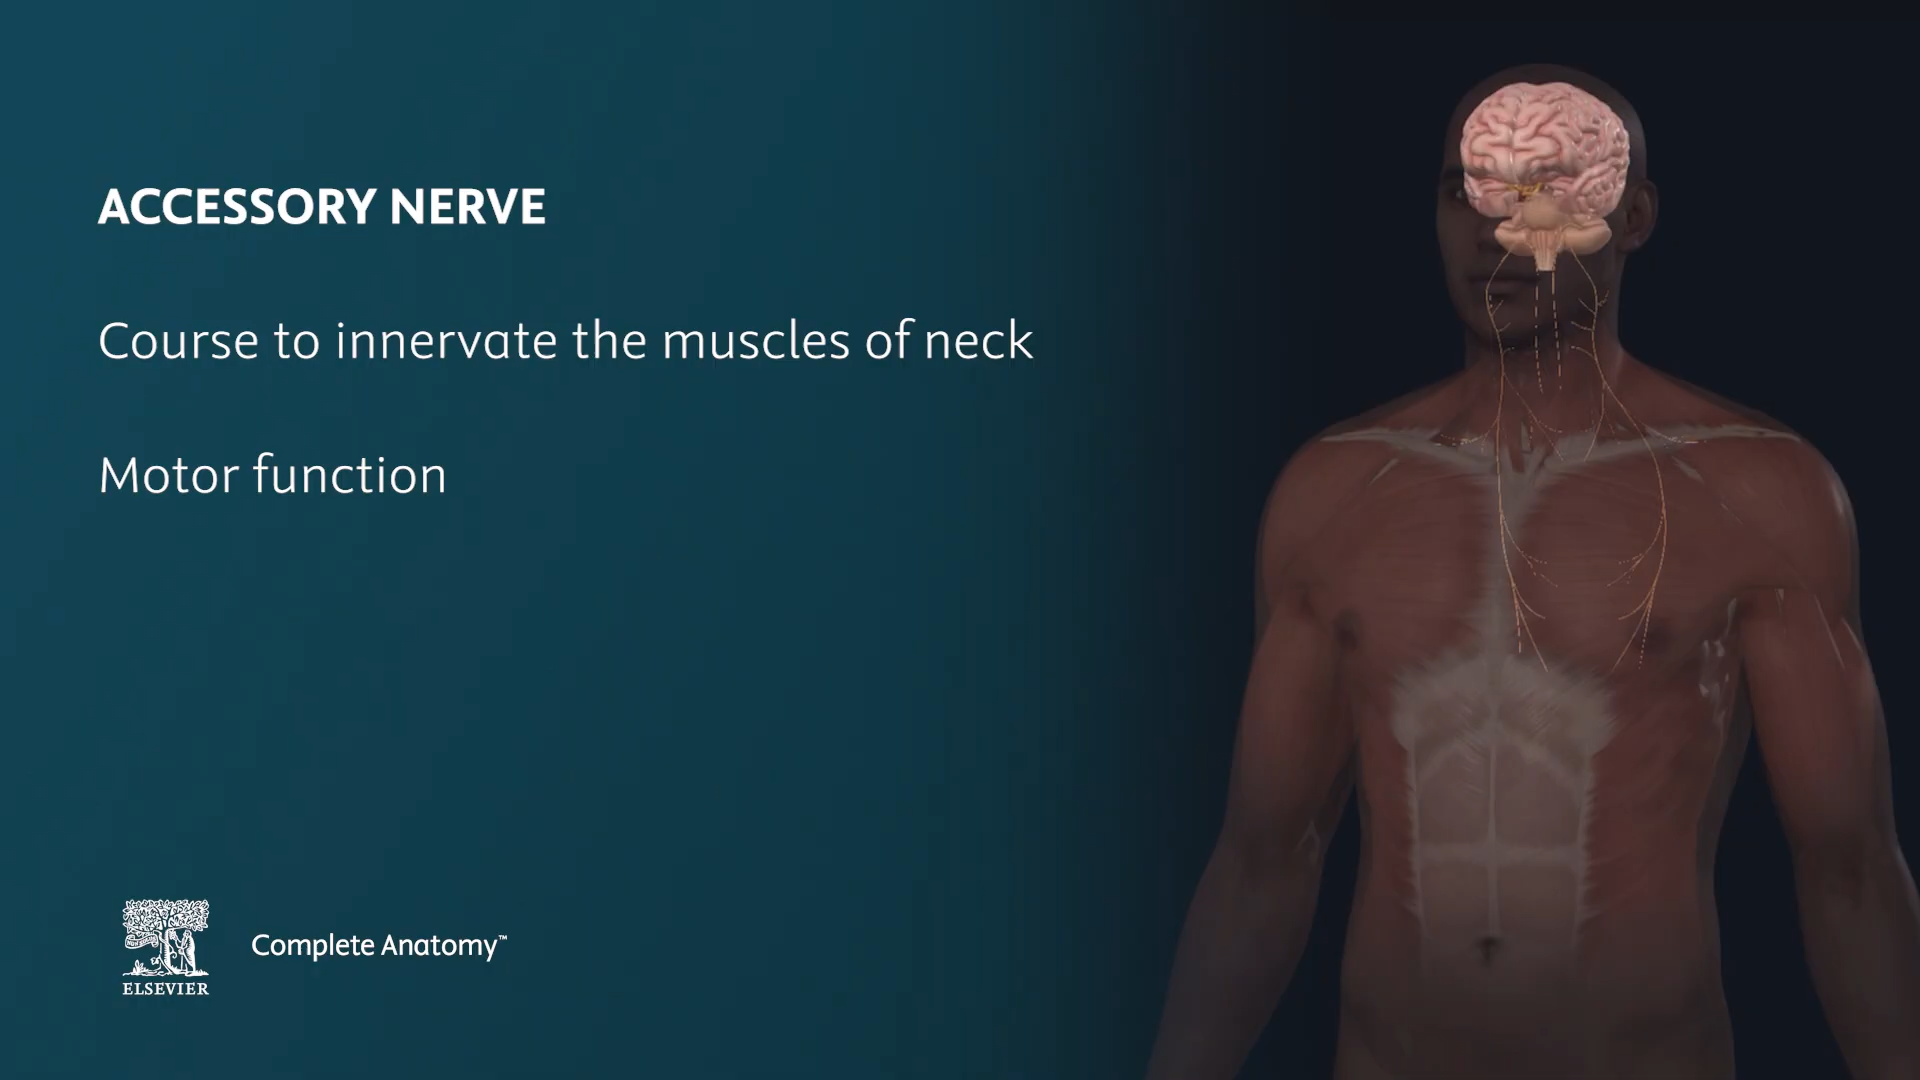 ACCESSORY NERVE
Course to innervate the muscles of neck
Motor function
Complete Anatomy™
ELSEVIER